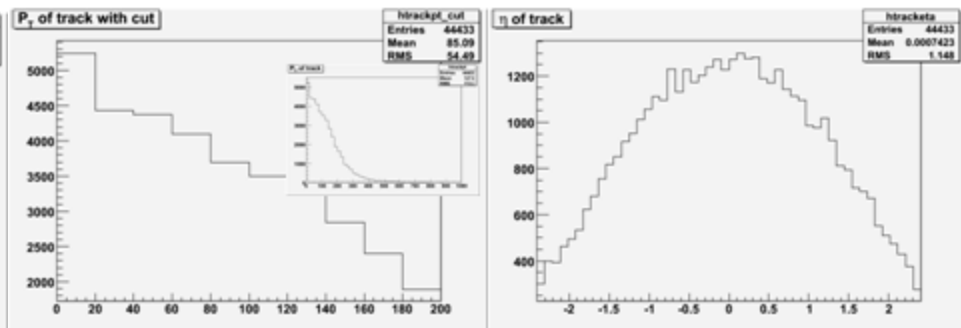 P_T of track with cut
htrackpt_cut
Entries 44433
Mean 85.09
RMS 54.49
5000
4500
4000
3500
3000
2500
2000
0 20 40 60 80 100 120 140 160 180 200
P_T of track
η of track
htracketa
Entries 44433
Mean 0.0007423
RMS 1.148
1200
1000
800
600
400
-2 -1.5 -1 -0.5 0 0.5 1 1.5 2